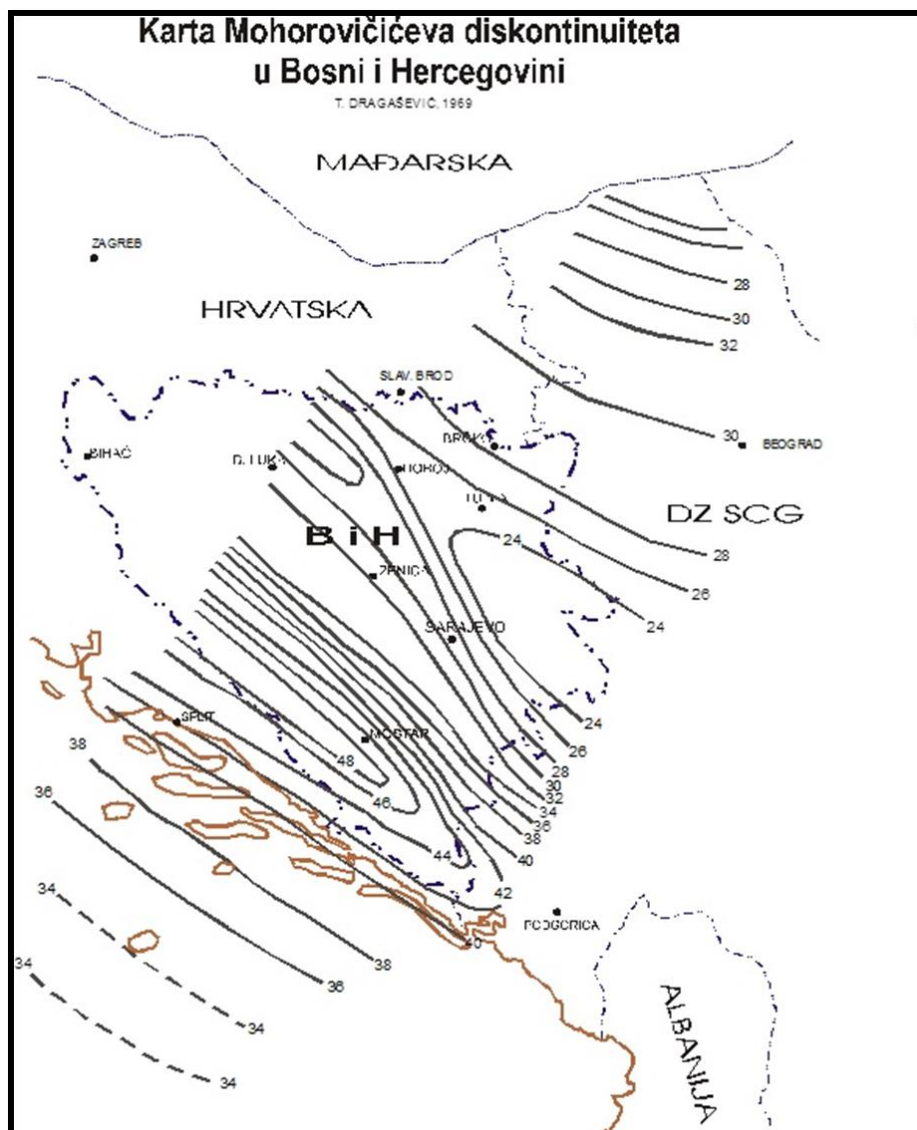 Karta Mohorovičićeva diskontinuiteta
u Bosni i Hercegovini
T. DRAGAŠEVIĆ, 1969
MAĐARSKA
ZAGREB
28
HRVATSKA
30
32
SLAV. BROD
30
BEOGRAD
BRČKO
BIHAĆ
B. LUKA
DOBOJ
DZ SCG
B i H
24
28
ZENICA
26
SARAJEVO
24
24
SPLIT
26
38
MOSTAR
48
28
30
32
36
46
34
36
38
44
40
34
42
40
PODGORICA
34
38
36
34
34
ALBANIJA